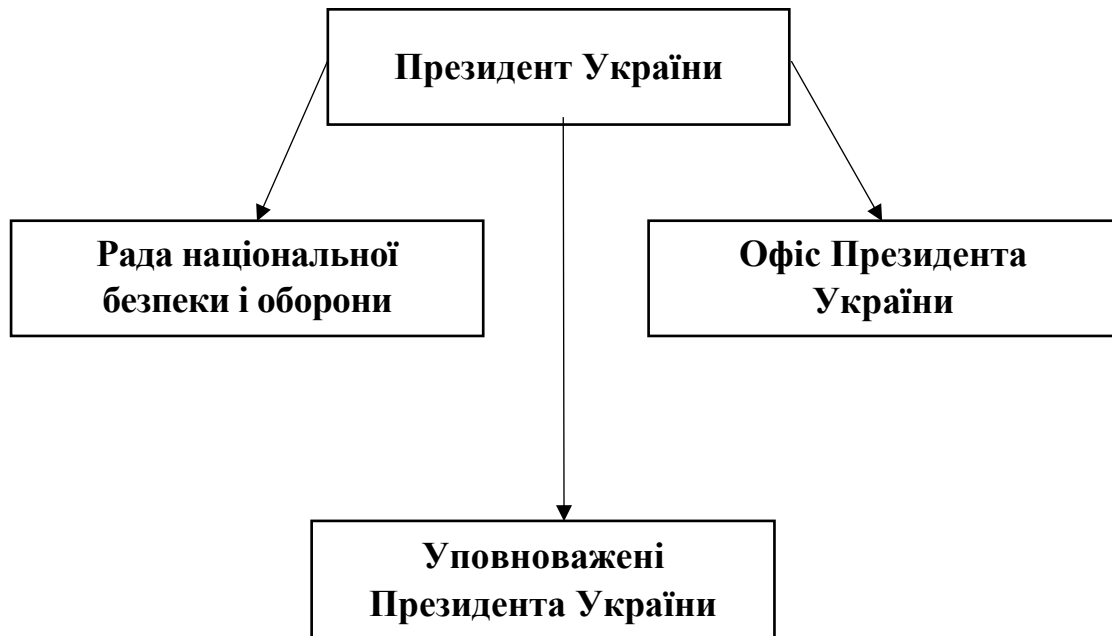 Президент України
Рада національної
безпеки і оборони
Офіс Президента
України
Уповноважені
Президента України